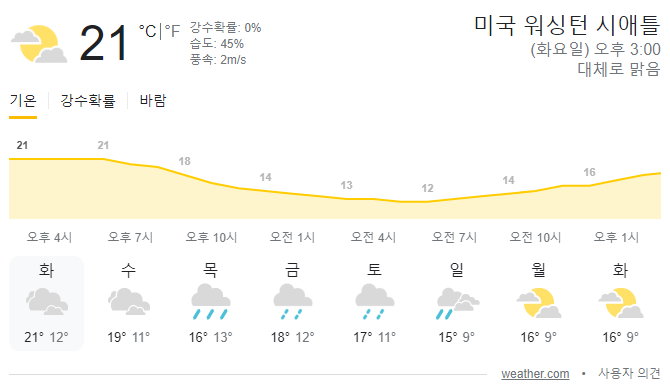 미국 워싱턴 시애틀
(화요일) 오후 3:00
대체로 맑음
21 °C | °F
강수확률: 0%
습도: 45%
풍속: 2m/s
기온 강수확률 바람
21 21 18 14 13 12 14 16
오후 4시 오후 7시 오후 10시 오전 1시 오전 4시 오전 7시 오전 10시 오후 1시
화 수 목 금 토 일 월 화
21° 12° 19° 11° 16° 13° 18° 12° 17° 11° 15° 9° 16° 9° 16° 9°
weather.com • 사용자 의견